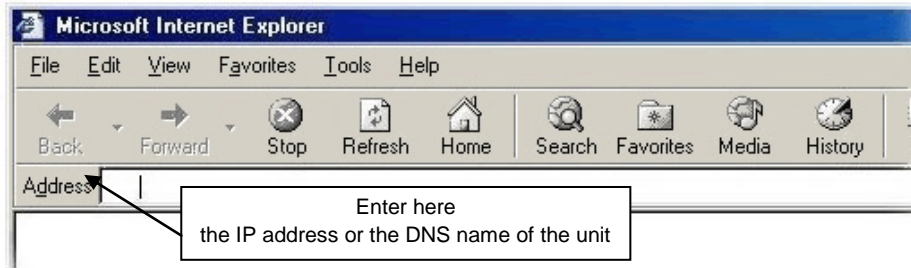 Microsoft Internet Explorer
File Edit View Favorites Tools Help
Back Forward Stop Refresh Home Search Favorites Media History
Address
Enter here
the IP address or the DNS name of the unit